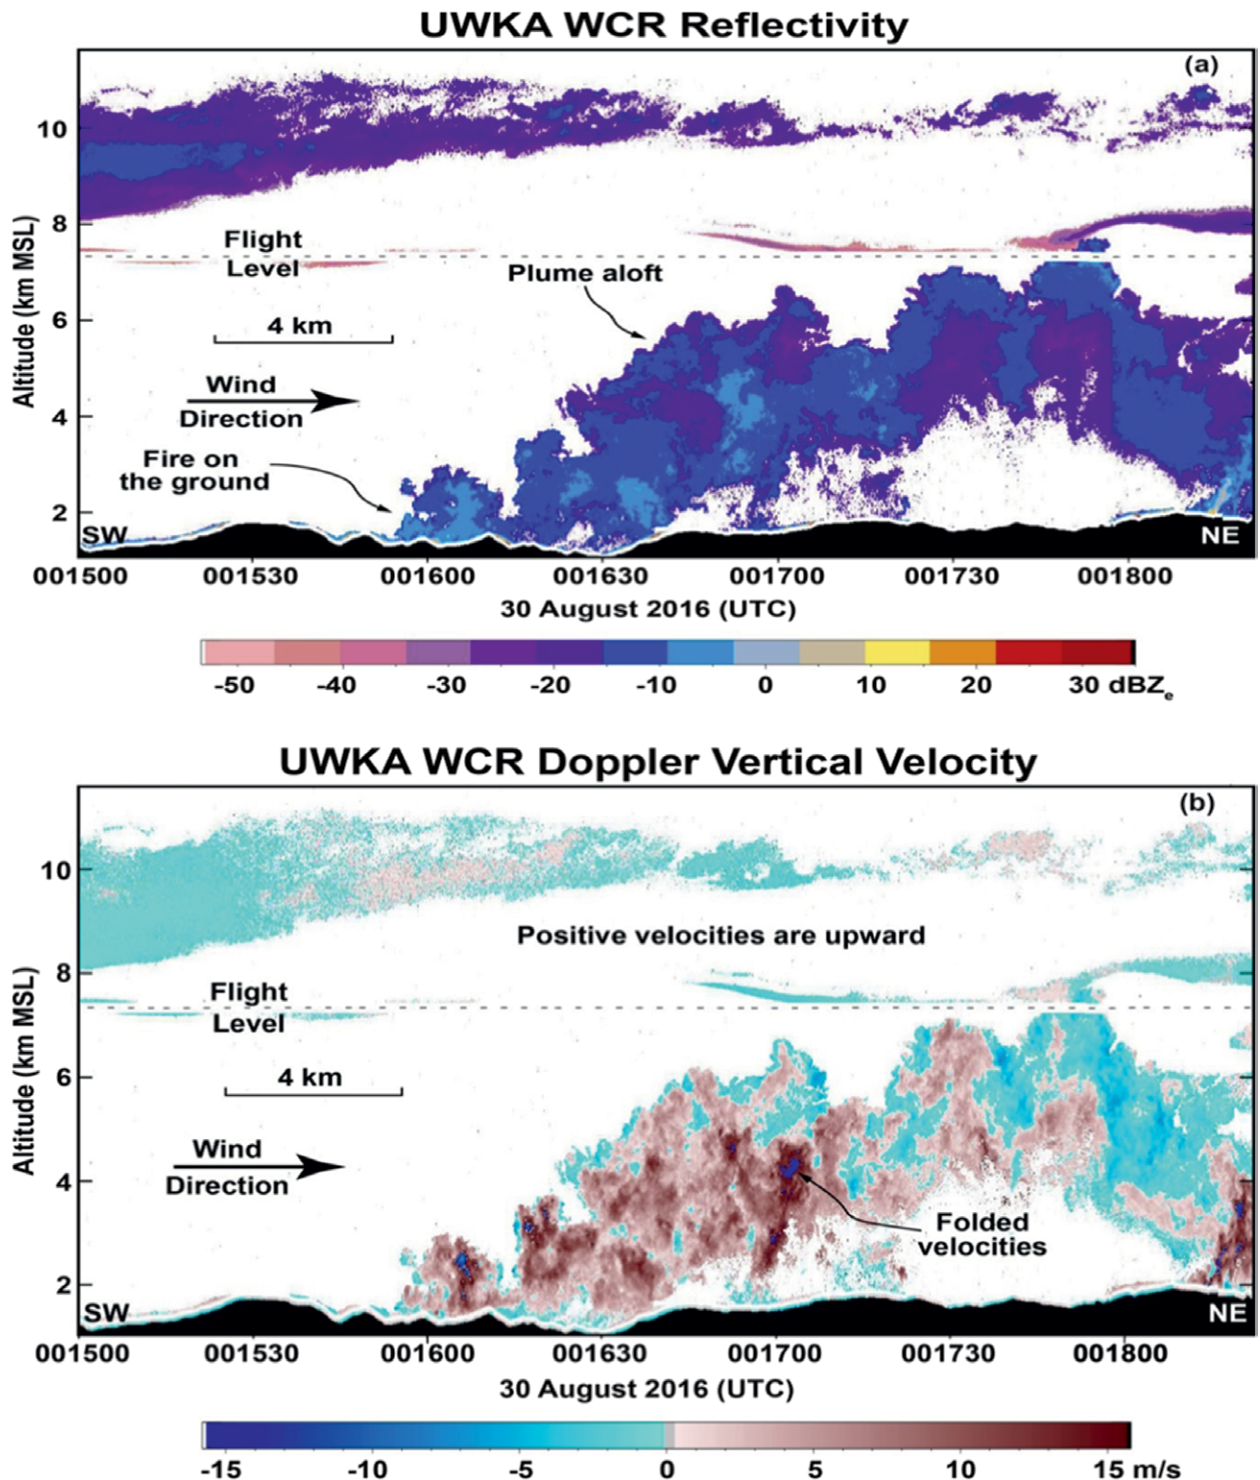 UWKA WCR Reflectivity
(a)
10
8
6
4
2
Altitude (km MSL)
Flight
Level
Plume aloft
4 km
Wind
Direction
Fire on
the ground
SW
NE
001500 001530 001600 001630 001700 001730 001800
30 August 2016 (UTC)
-50 -40 -30 -20 -10 0 10 20 30 dBZe
UWKA WCR Doppler Vertical Velocity
(b)
10
8
6
4
2
Altitude (km MSL)
Positive velocities are upward
Flight
Level
4 km
Wind
Direction
Folded
velocities
SW
NE
001500 001530 001600 001630 001700 001730 001800
30 August 2016 (UTC)
-15 -10 -5 0 5 10 15 m/s